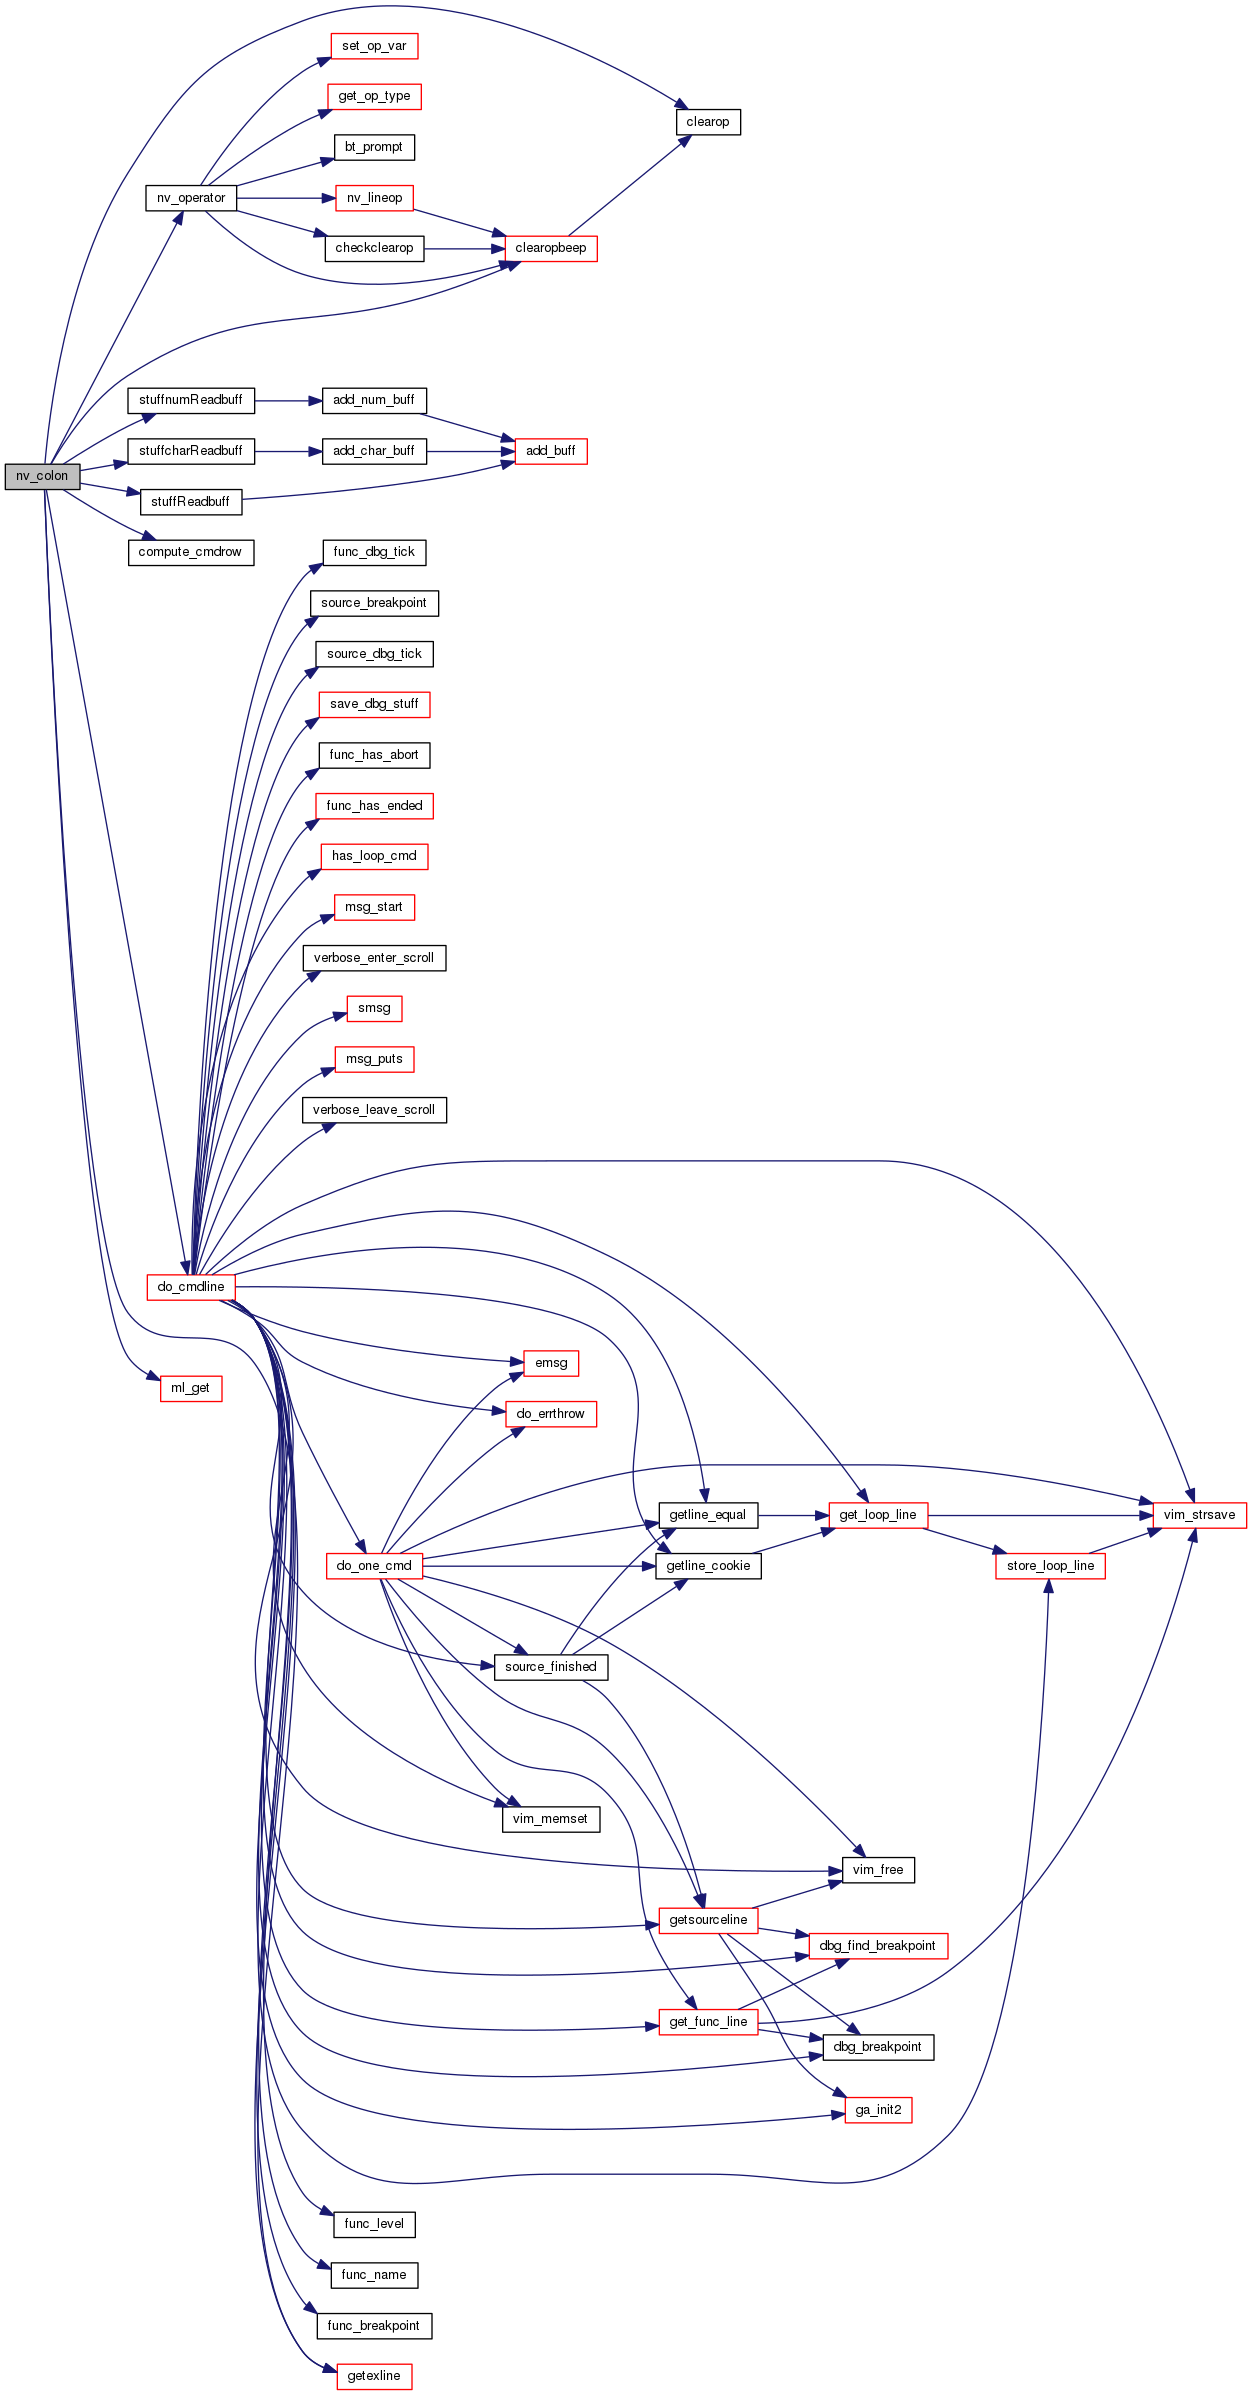 set_op_var
get_op_type
clearop
bt_prompt
nv_operator
nv_lineop
checkclearop
clearopbeep
stuffnumReadbuff
add_num_buff
stuffcharReadbuff
add_char_buff
add_buff
nv_colon
stuffReadbuff
compute_cmdrow
func_dbg_tick
source_breakpoint
source_dbg_tick
save_dbg_stuff
func_has_abort
func_has_ended
has_loop_cmd
msg_start
verbose_enter_scroll
smsg
msg_puts
verbose_leave_scroll
do_cmdline
emsg
ml_get
do_errthrow
getline_equal
get_loop_line
vim_strsave
do_one_cmd
getline_cookie
store_loop_line
source_finished
vim_memset
vim_free
getsourceline
dbg_find_breakpoint
get_func_line
dbg_breakpoint
ga_init2
func_level
func_name
func_breakpoint
getexline